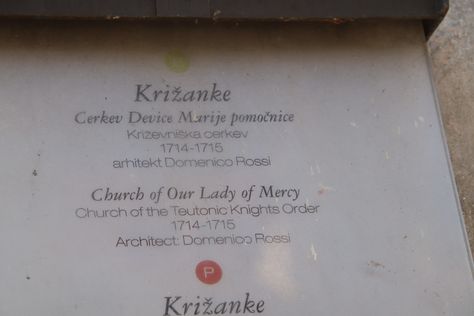 Križanke
Cerkev Device Marije pomočnice
Križevniška cerkev
1714-1715
arhitekt Domenico Rossi
Church of Our Lady of Mercy
Church of the Teutonic Knights Order
1714-1715
Architect: Domenico Rossi
P
Križanke